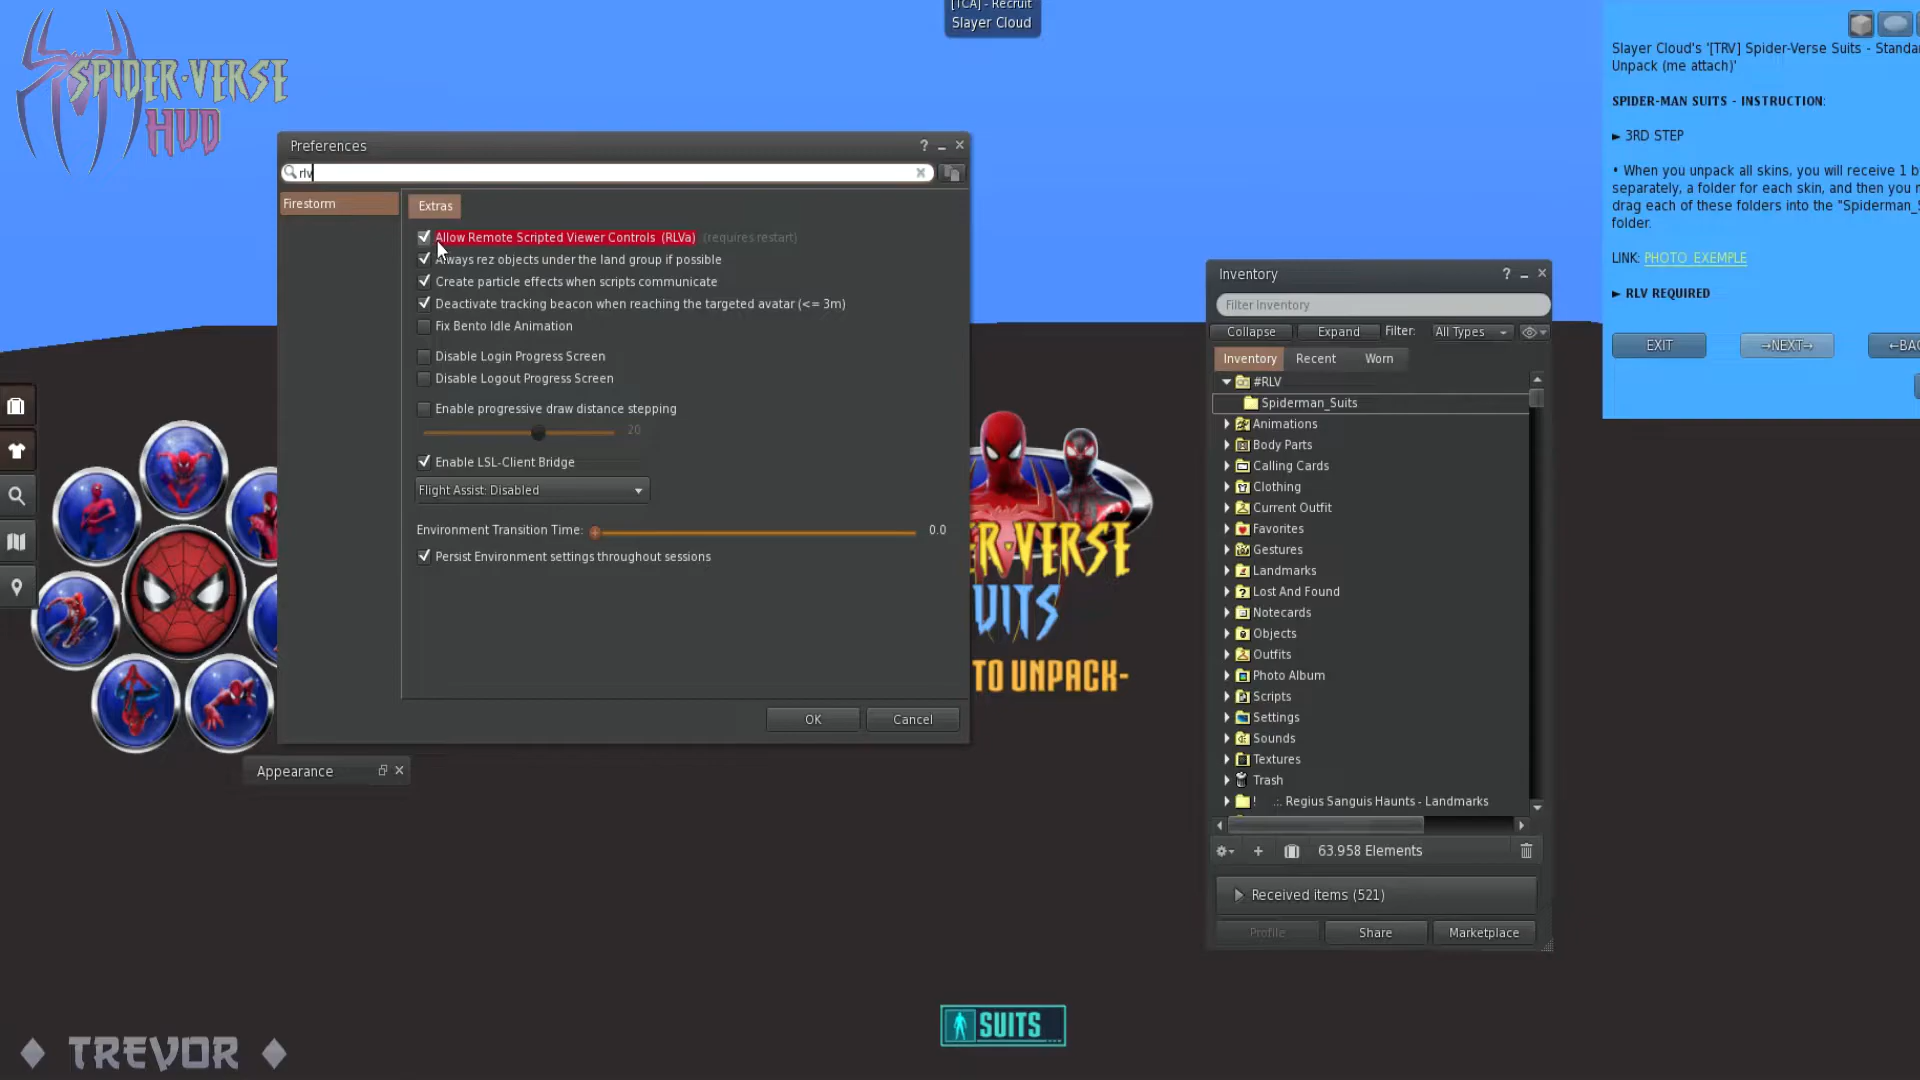 [TCA] - Recruit
Slayer Cloud
SPIDER-VERSE
HUD
Preferences
rlv
Firestorm
Extras
Allow Remote Scripted Viewer Controls (RLVa) (requires restart)
Always rez objects under the land group if possible
Create particle effects when scripts communicate
Deactivate tracking beacon when reaching the targeted avatar (<= 3m)
Fix Bento Idle Animation
Disable Login Progress Screen
Disable Logout Progress Screen
Enable progressive draw distance stepping
20
Enable LSL-Client Bridge
Flight Assist: Disabled
Environment Transition Time: 0.0
Persist Environment settings throughout sessions
OK
Cancel
Appearance
R-VERSE
UITS
TO UNPACK-
Inventory
Filter Inventory
Collapse
Expand
Filter:
All Types
Inventory
Recent
Worn
#RLV
Spiderman_Suits
Animations
Body Parts
Calling Cards
Clothing
Current Outfit
Favorites
Gestures
Landmarks
Lost And Found
Notecards
Objects
Outfits
Photo Album
Scripts
Settings
Sounds
Textures
Trash
! .:. Regius Sanguis Haunts - Landmarks
63.958 Elements
Received items (521)
Profile
Share
Marketplace
Slayer Cloud's '[TRV] Spider-Verse Suits - Standa
Unpack (me attach)'
SPIDER-MAN SUITS - INSTRUCTION:
► 3RD STEP
• When you unpack all skins, you will receive 1 b
separately, a folder for each skin, and then you
drag each of these folders into the "Spiderman_S
folder.
LINK: PHOTO_EXEMPLE
► RLV REQUIRED
EXIT
→NEXT→
←BAC
SUITS
TREVOR